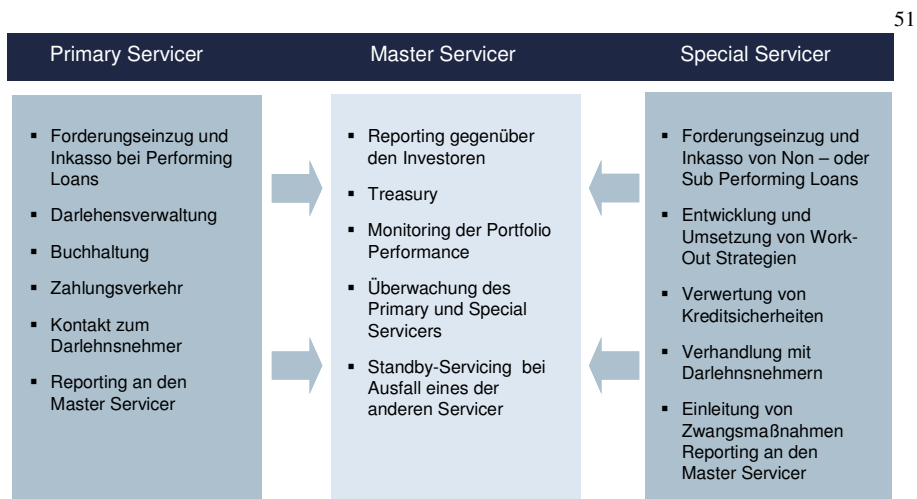 51
Primary Servicer
Master Servicer
Special Servicer
▪ Forderungseinzug und
Inkasso bei Performing
Loans
▪ Darlehensverwaltung
▪ Buchhaltung
▪ Zahlungsverkehr
▪ Kontakt zum
Darlehnsnehmer
▪ Reporting an den
Master Servicer
▪ Reporting gegenüber
den Investoren
▪ Treasury
▪ Monitoring der Portfolio
Performance
▪ Überwachung des
Primary und Special
Servicers
▪ Standby-Servicing bei
Ausfall eines der
anderen Servicer
▪ Forderungseinzug und
Inkasso von Non – oder
Sub Performing Loans
▪ Entwicklung und
Umsetzung von Work-
Out Strategien
▪ Verwertung von
Kreditsicherheiten
▪ Verhandlung mit
Darlehnsnehmern
▪ Einleitung von
Zwangsmaßnahmen
Reporting an den
Master Servicer